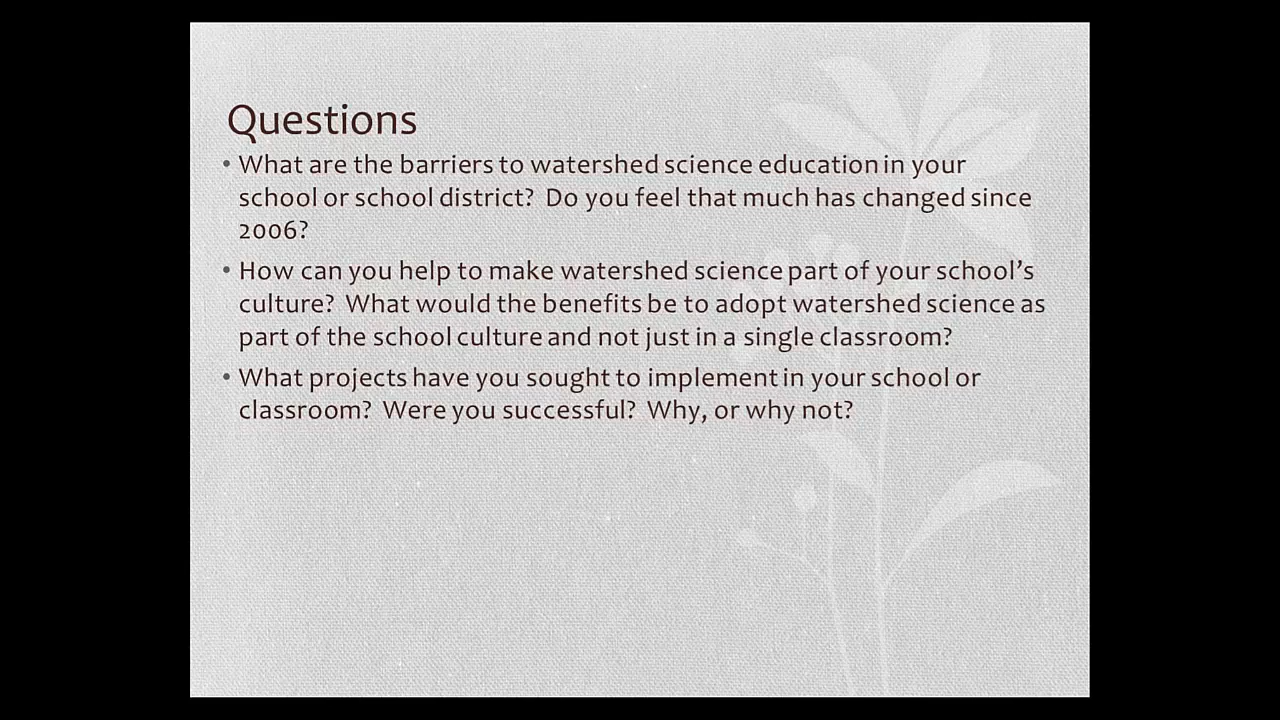 Questions
• What are the barriers to watershed science education in your
school or school district?  Do you feel that much has changed since
2006?
• How can you help to make watershed science part of your school’s
culture?  What would the benefits be to adopt watershed science as
part of the school culture and not just in a single classroom?
• What projects have you sought to implement in your school or
classroom?  Were you successful?  Why, or why not?